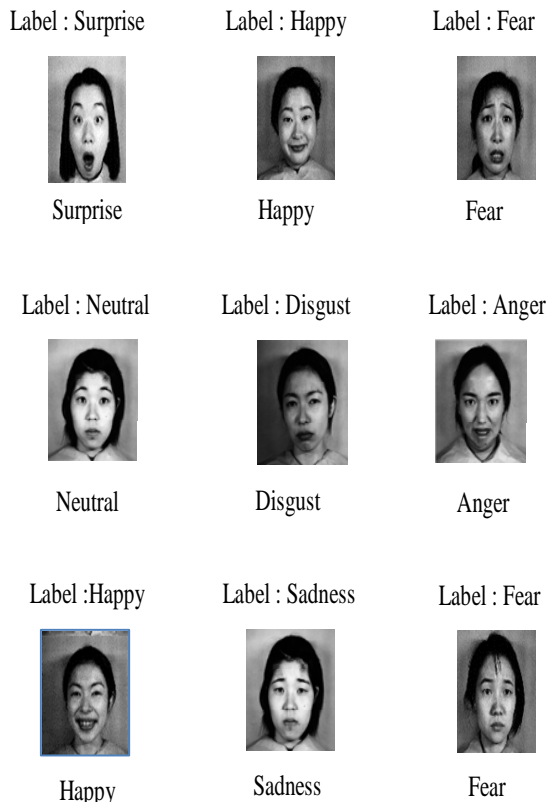 Label : Surprise Label : Happy Label : Fear
Surprise Happy Fear
Label : Neutral Label : Disgust Label : Anger
Neutral Disgust Anger
Label :Happy Label : Sadness Label : Fear
Happy Sadness Fear